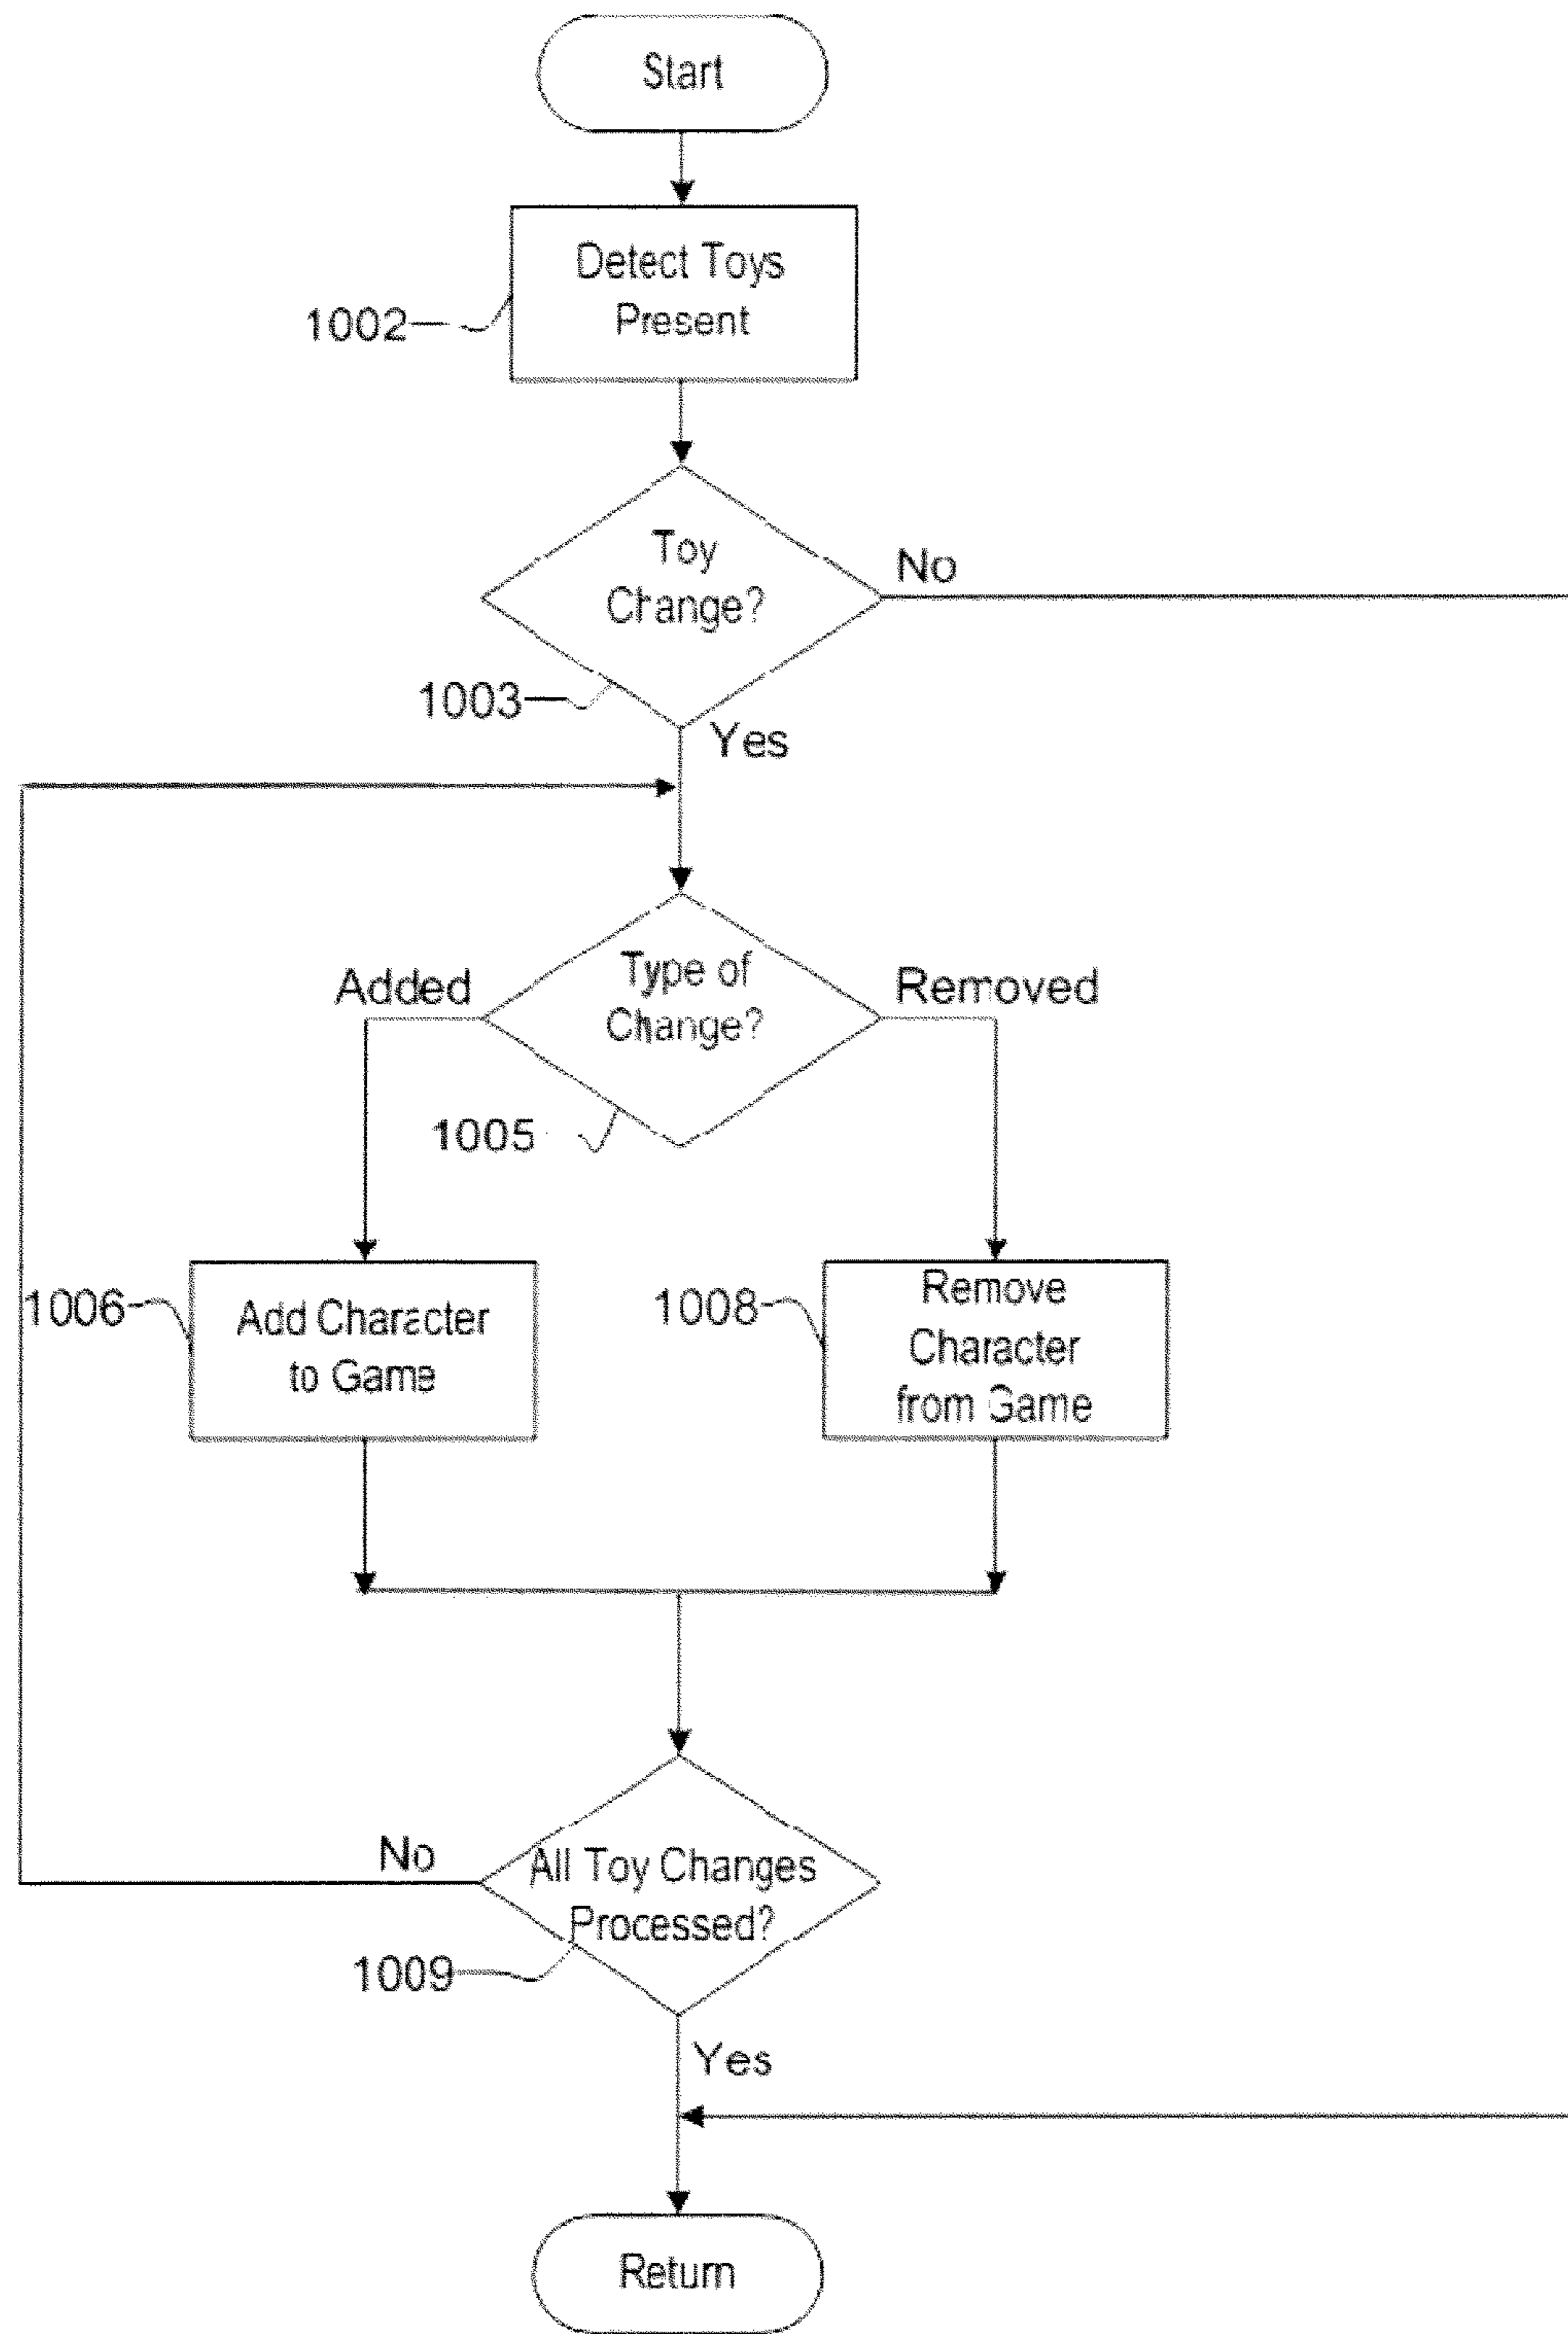 Start
Detect Toys
Present
1002
Toy
Change?
No
1003
Yes
Type of
Change?
Added
Removed
1005
1006
Add Character
to Game
1008
Remove
Character
from Game
No
All Toy Changes
Processed?
1009
Yes
Return